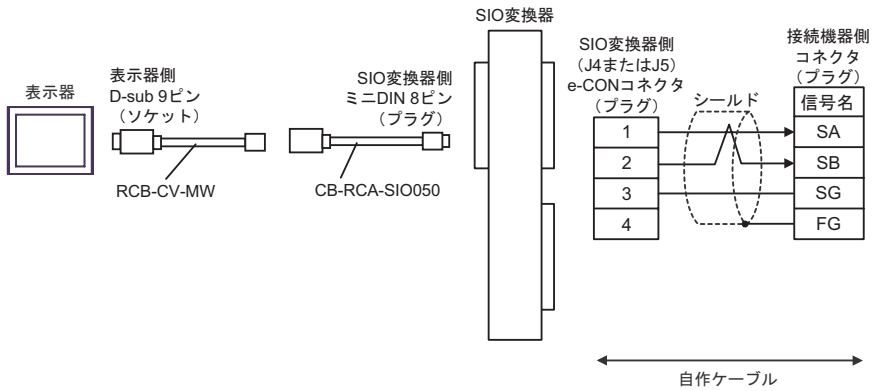 SIO変換器
表示器
表示器側
D-sub 9ピン
（ソケット）
RCB-CV-MW
SIO変換器側
ミニDIN 8ピン
（プラグ）
CB-RCA-SIO050
SIO変換器側
（J4またはJ5）
e-CONコネクタ
（プラグ）
シールド
接続機器側
コネクタ
（プラグ）
信号名
1
SA
2
SB
3
SG
4
FG
自作ケーブル